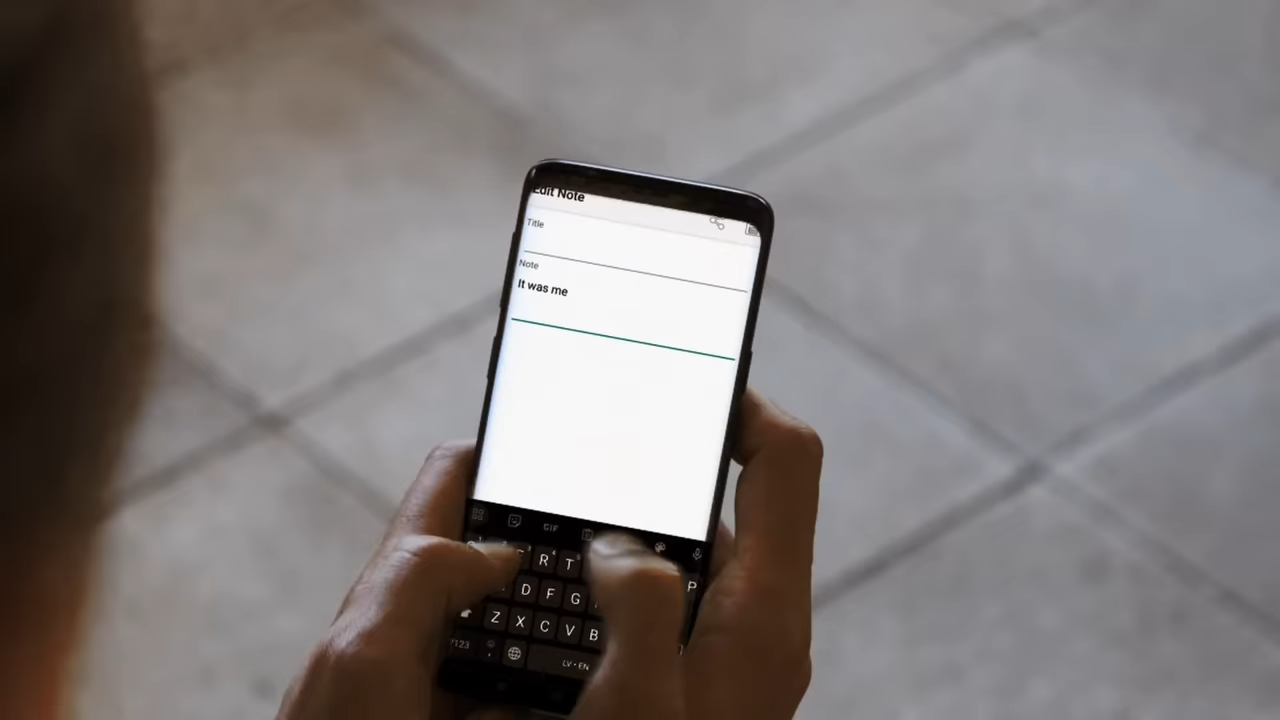 Edit Note
Title
Note
It was me
GIF
R T
D F G
P
Z X C V B
?123
LV • EN